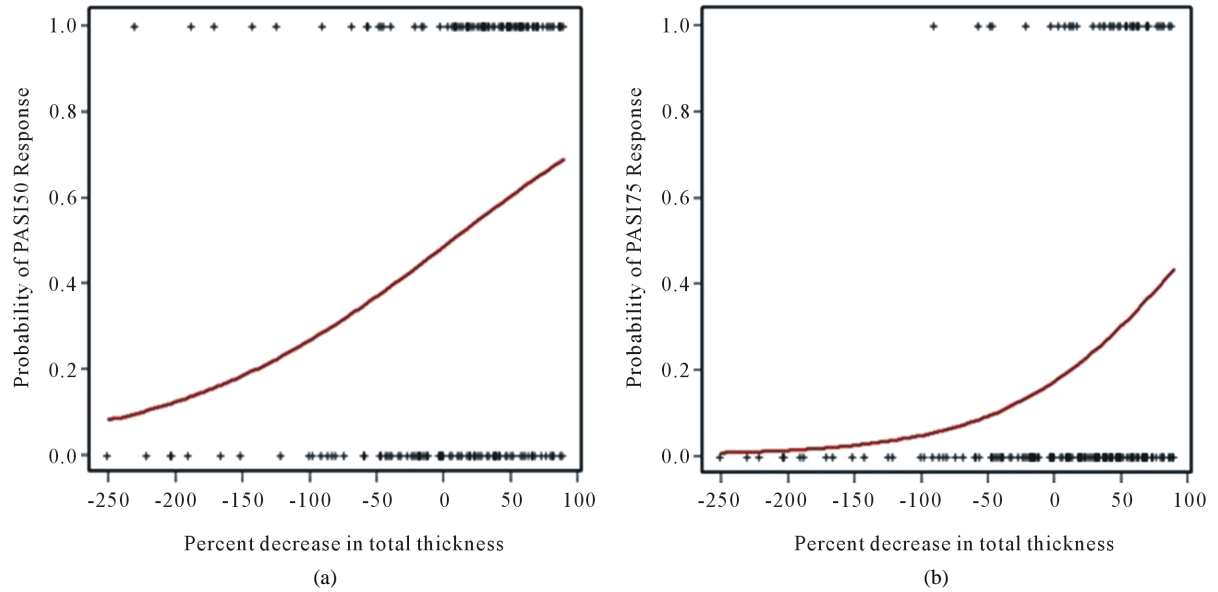 Probability of PASI50 Response
1.0
0.8
0.6
0.4
0.2
0.0
-250 -200 -150 -100 -50 0 50 100
Percent decrease in total thickness
(a)
Probability of PASI75 Response
1.0
0.8
0.6
0.4
0.2
0.0
-250 -200 -150 -100 -50 0 50 100
Percent decrease in total thickness
(b)